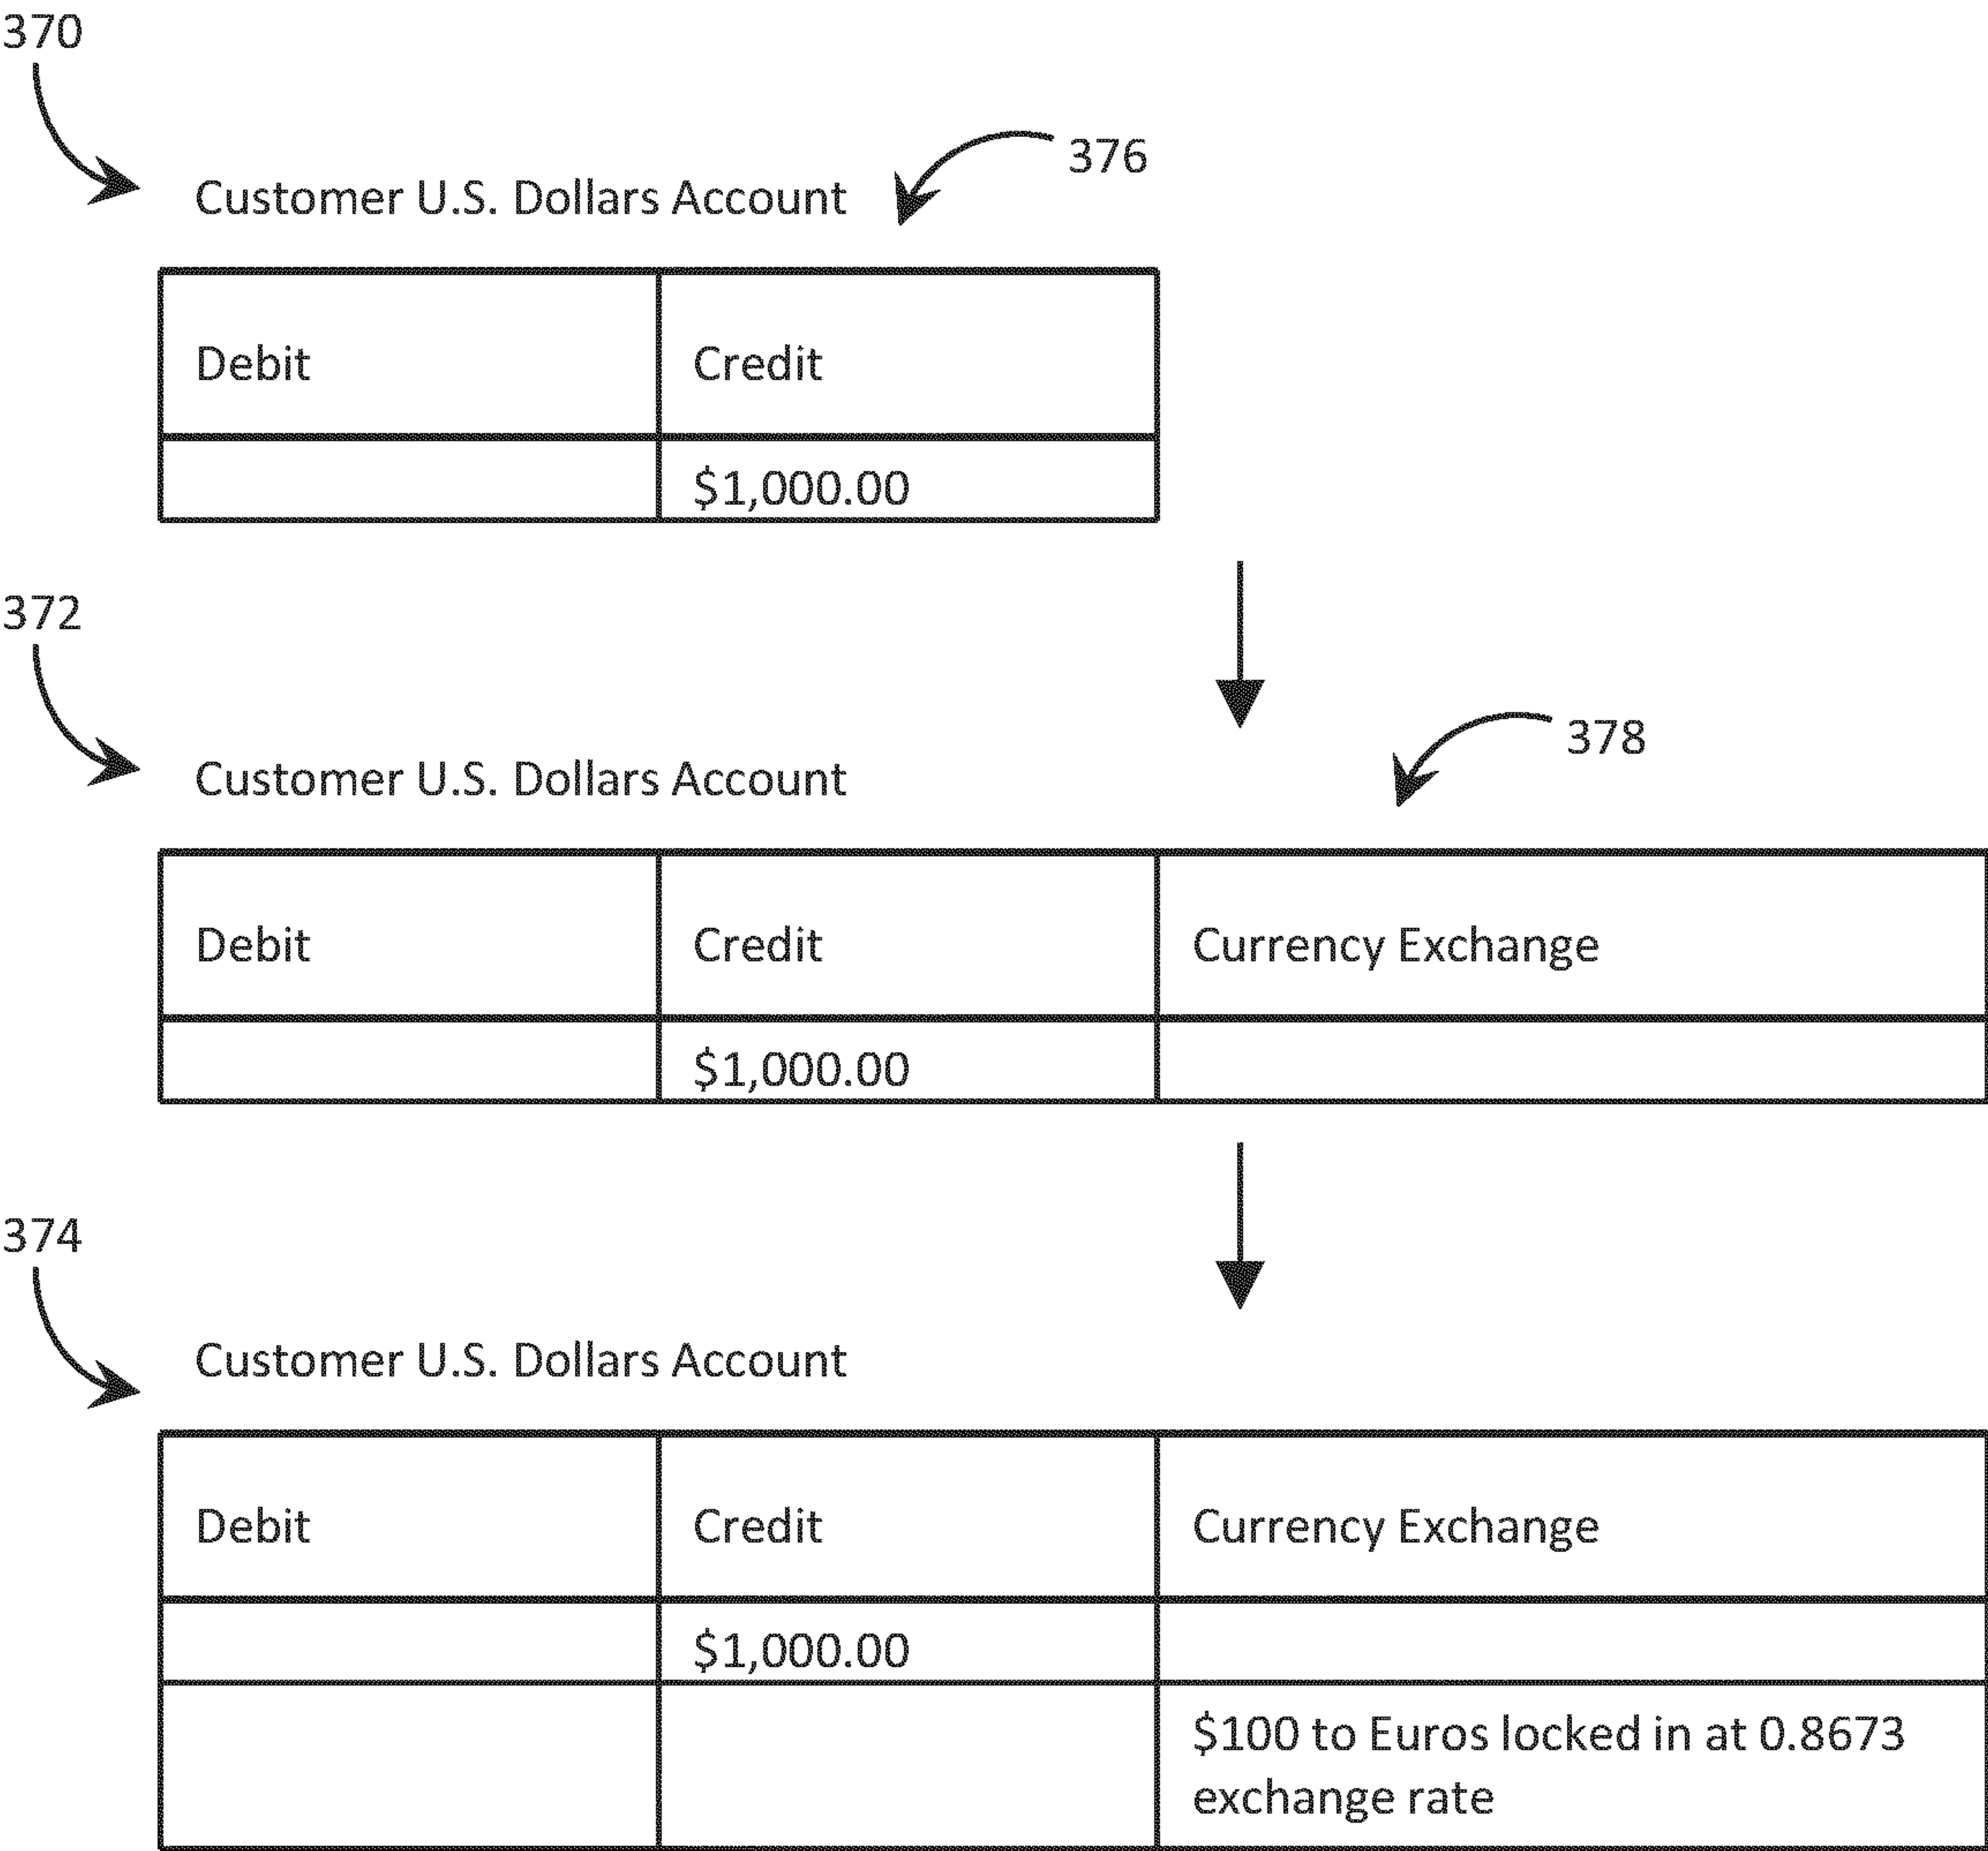 370
376
Customer U.S. Dollars Account
Debit Credit
$1,000.00
372
378
Customer U.S. Dollars Account
Debit Credit Currency Exchange
$1,000.00
374
Customer U.S. Dollars Account
Debit Credit Currency Exchange
$1,000.00
$100 to Euros locked in at 0.8673
exchange rate